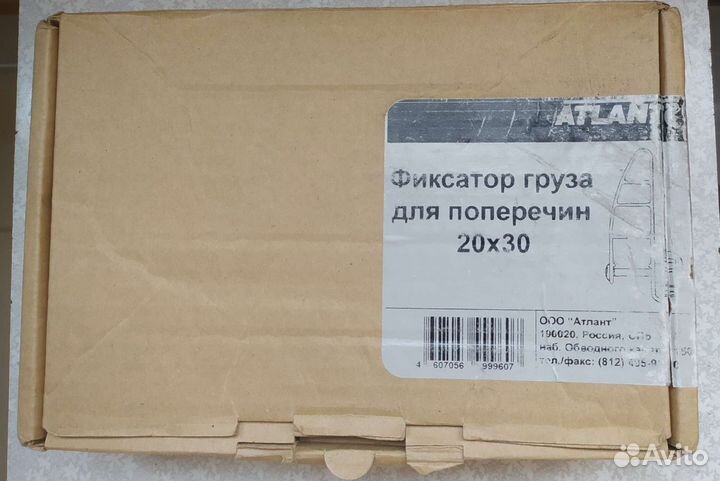 ATLANT
Фиксатор груза
для поперечин
20х30
ООО "Атлант"
190020, Россия, СПб
наб. Обводного
тел./факс: (812)
4 607056 999607
Avito